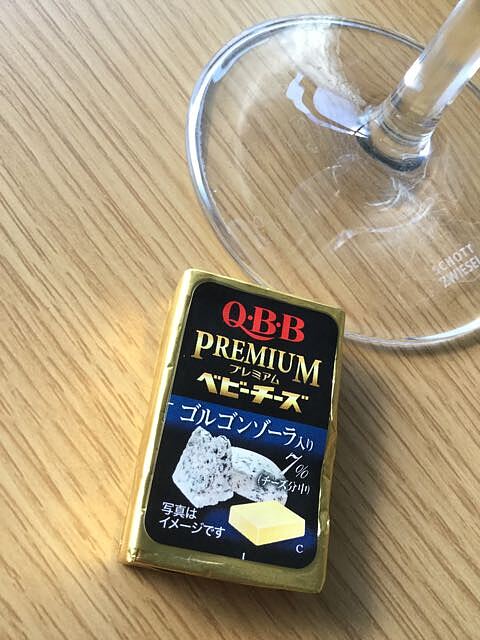 SCHOTT
ZWIESEL
Q・B・B
PREMIUM
プレミアム
ベビーチーズ
ゴルゴンゾーラ入り
7%
(チーズ分中)
写真は
イメージです
C